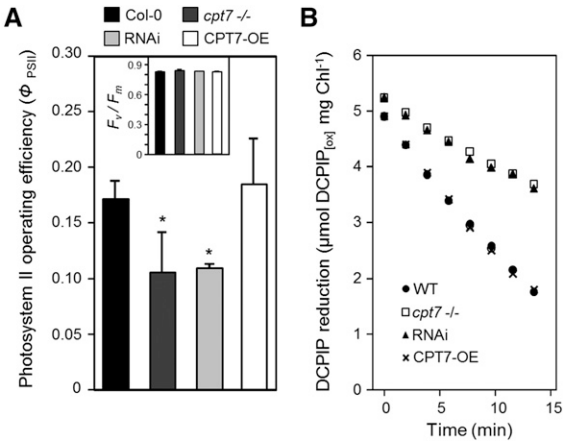 A
Col-0 cpt7 -/-
RNAi CPT7-OE
Photosystem II operating efficiency (Φ PSII)
0.30
0.25
0.20
0.15
0.10
0.05
0
Fv / Fm
0.9
0.6
0.3
0
*
*
B
DCPIP reduction (µmol DCPIP[ox] mg Chl-1)
6
5
4
3
2
1
0
WT
cpt7 -/-
RNAi
CPT7-OE
0 5 10 15
Time (min)